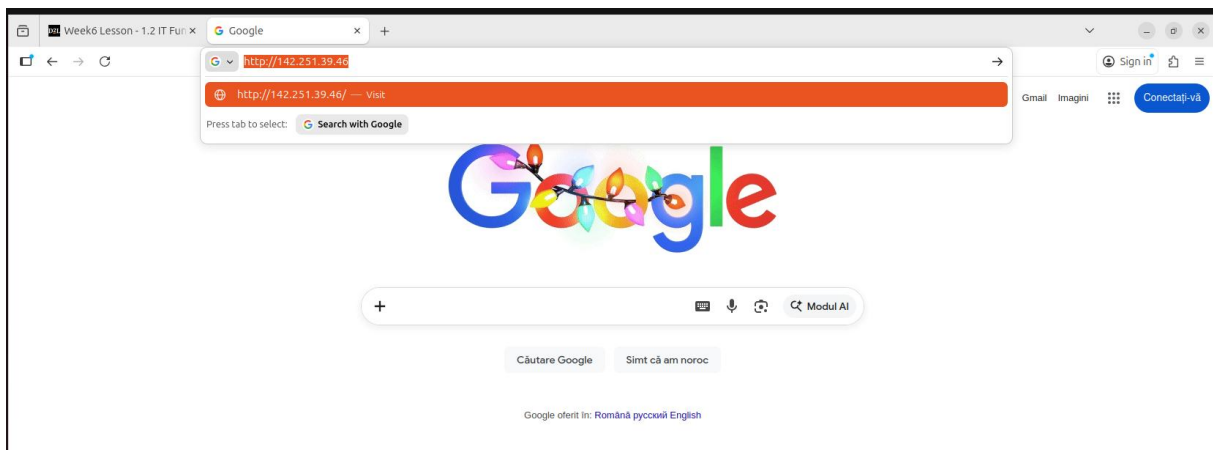 Week6 Lesson - 1.2 IT Fun
Google
http://142.251.39.46
Sign in
http://142.251.39.46/ — Visit
Gmail Imagini Conectați-vă
Press tab to select: Search with Google
Google
Modul AI
Căutare Google Simt că am noroc
Google oferit în: Română русский English